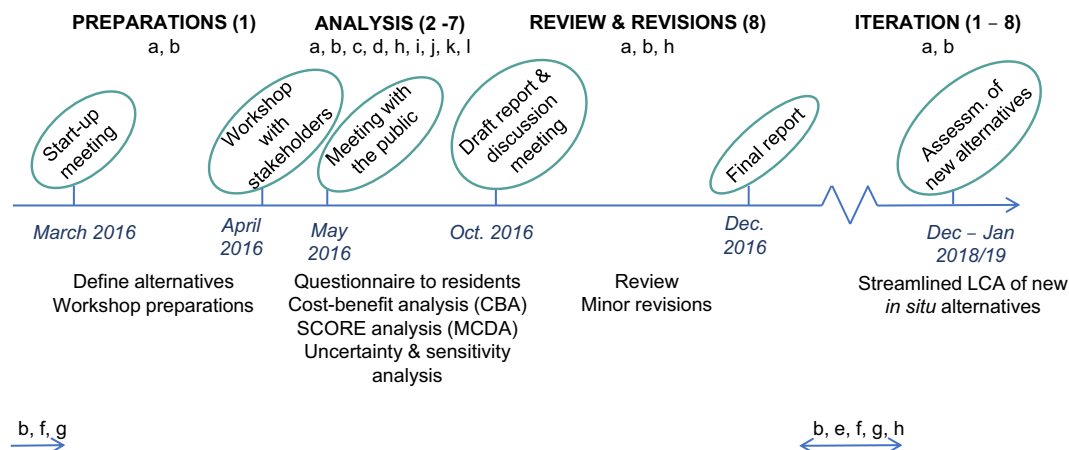 PREPARATIONS (1)
a, b
ANALYSIS (2 -7)
a, b, c, d, h, i, j, k, l
REVIEW & REVISIONS (8)
a, b, h
ITERATION (1 – 8)
a, b
Start-up
meeting
Workshop
with
stakeholders
Meeting with
the public
Draft report &
discussion
meeting
Final report
Assessm. of
new alternatives
March 2016
April
2016
May
2016
Oct. 2016
Dec.
2016
Dec – Jan
2018/19
Define alternatives
Workshop preparations
Questionnaire to residents
Cost-benefit analysis (CBA)
SCORE analysis (MCDA)
Uncertainty & sensitivity
analysis
Review
Minor revisions
Streamlined LCA of new
in situ alternatives
b, f, g
b, e, f, g, h